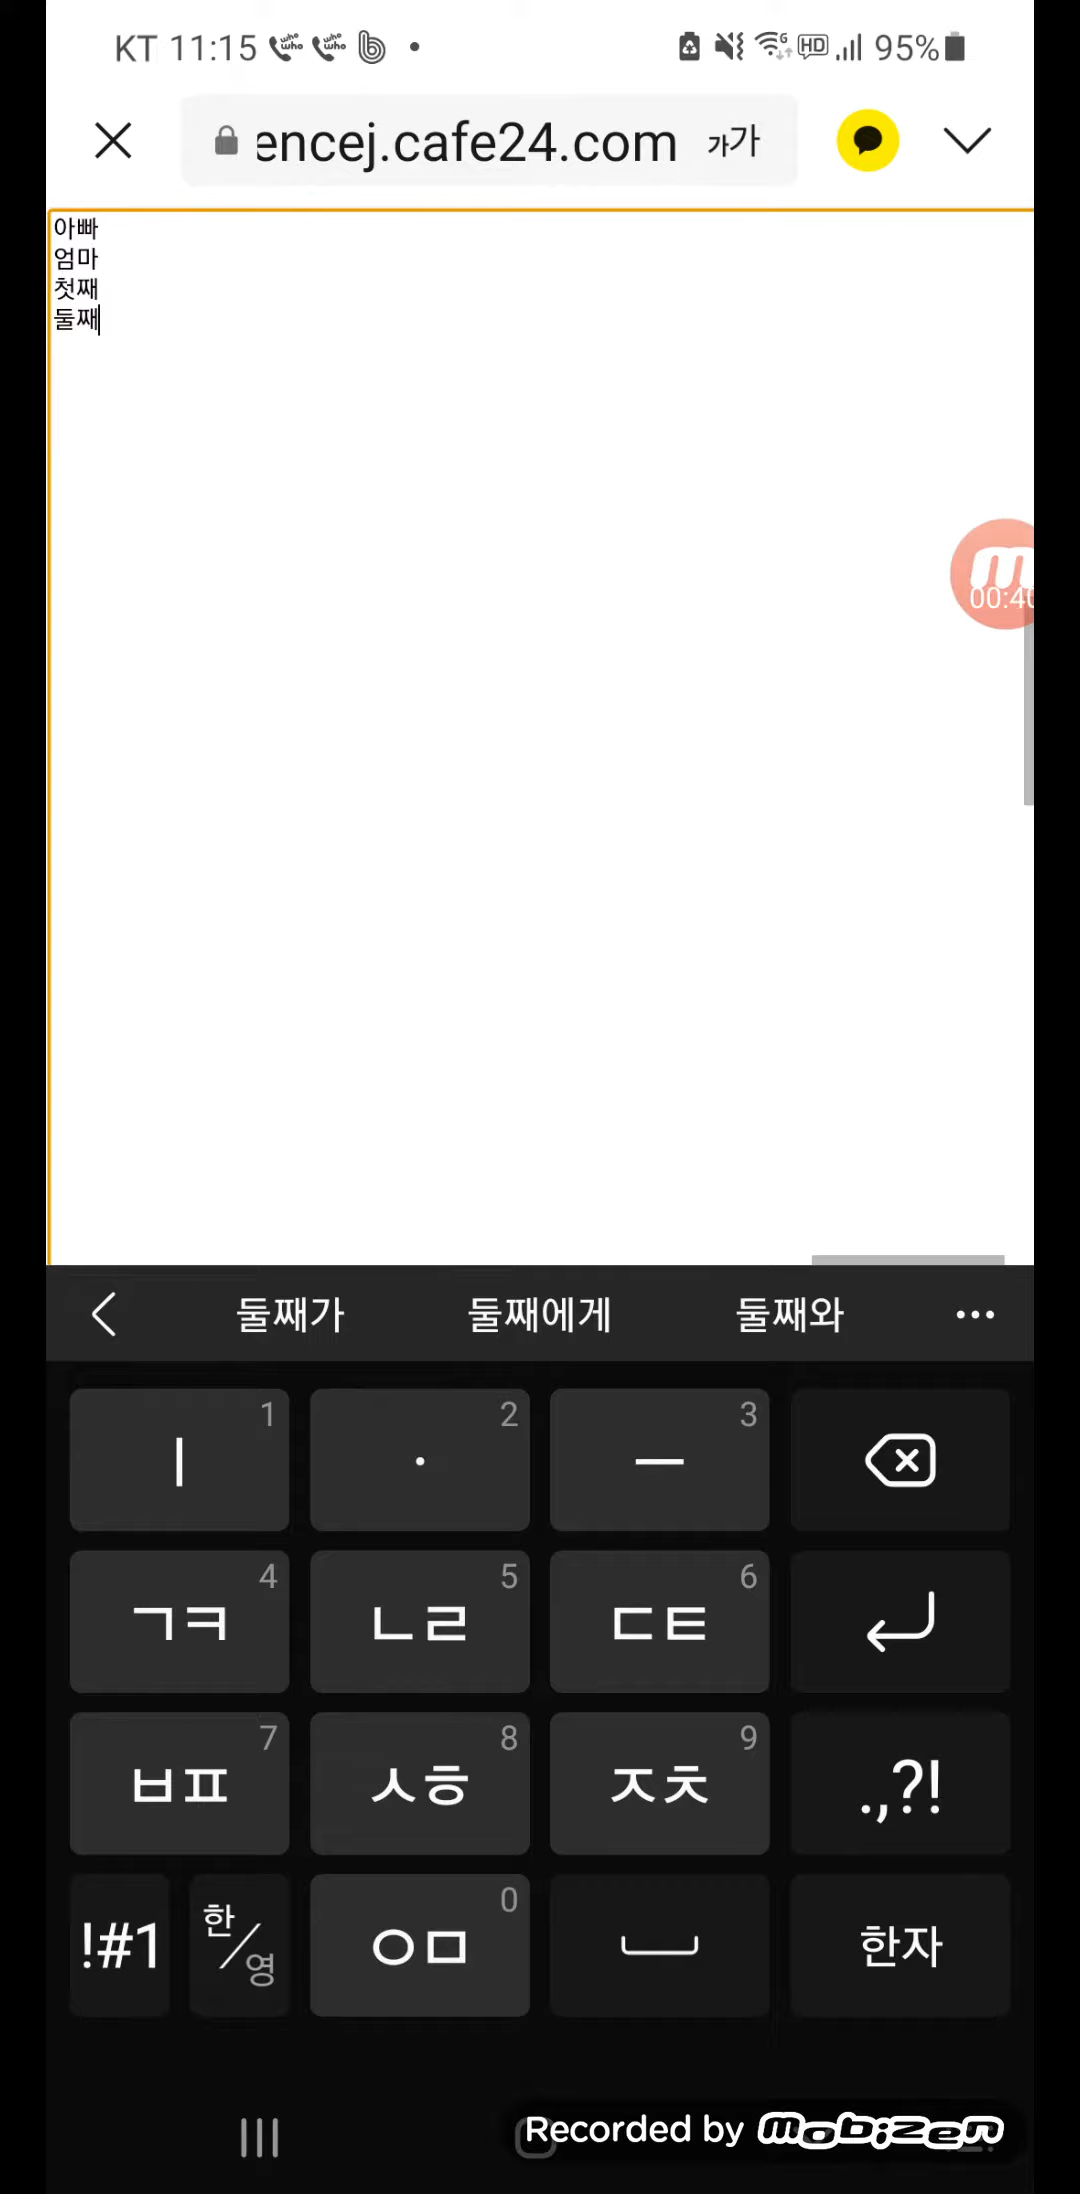 KT 11:15 95%
encej.cafe24.com 가가
아빠
엄마
첫째
둘째
00:4
둘째가 둘째에게 둘째와
ㅣ 1 · 2 ㅡ 3
ㄱㅋ 4 ㄴㄹ 5 ㄷㅌ 6
ㅂㅍ 7 ㅅㅎ 8 ㅈㅊ 9 .,?!
!#1 한/영 ㅇㅁ 0 한자
Recorded by mobizen